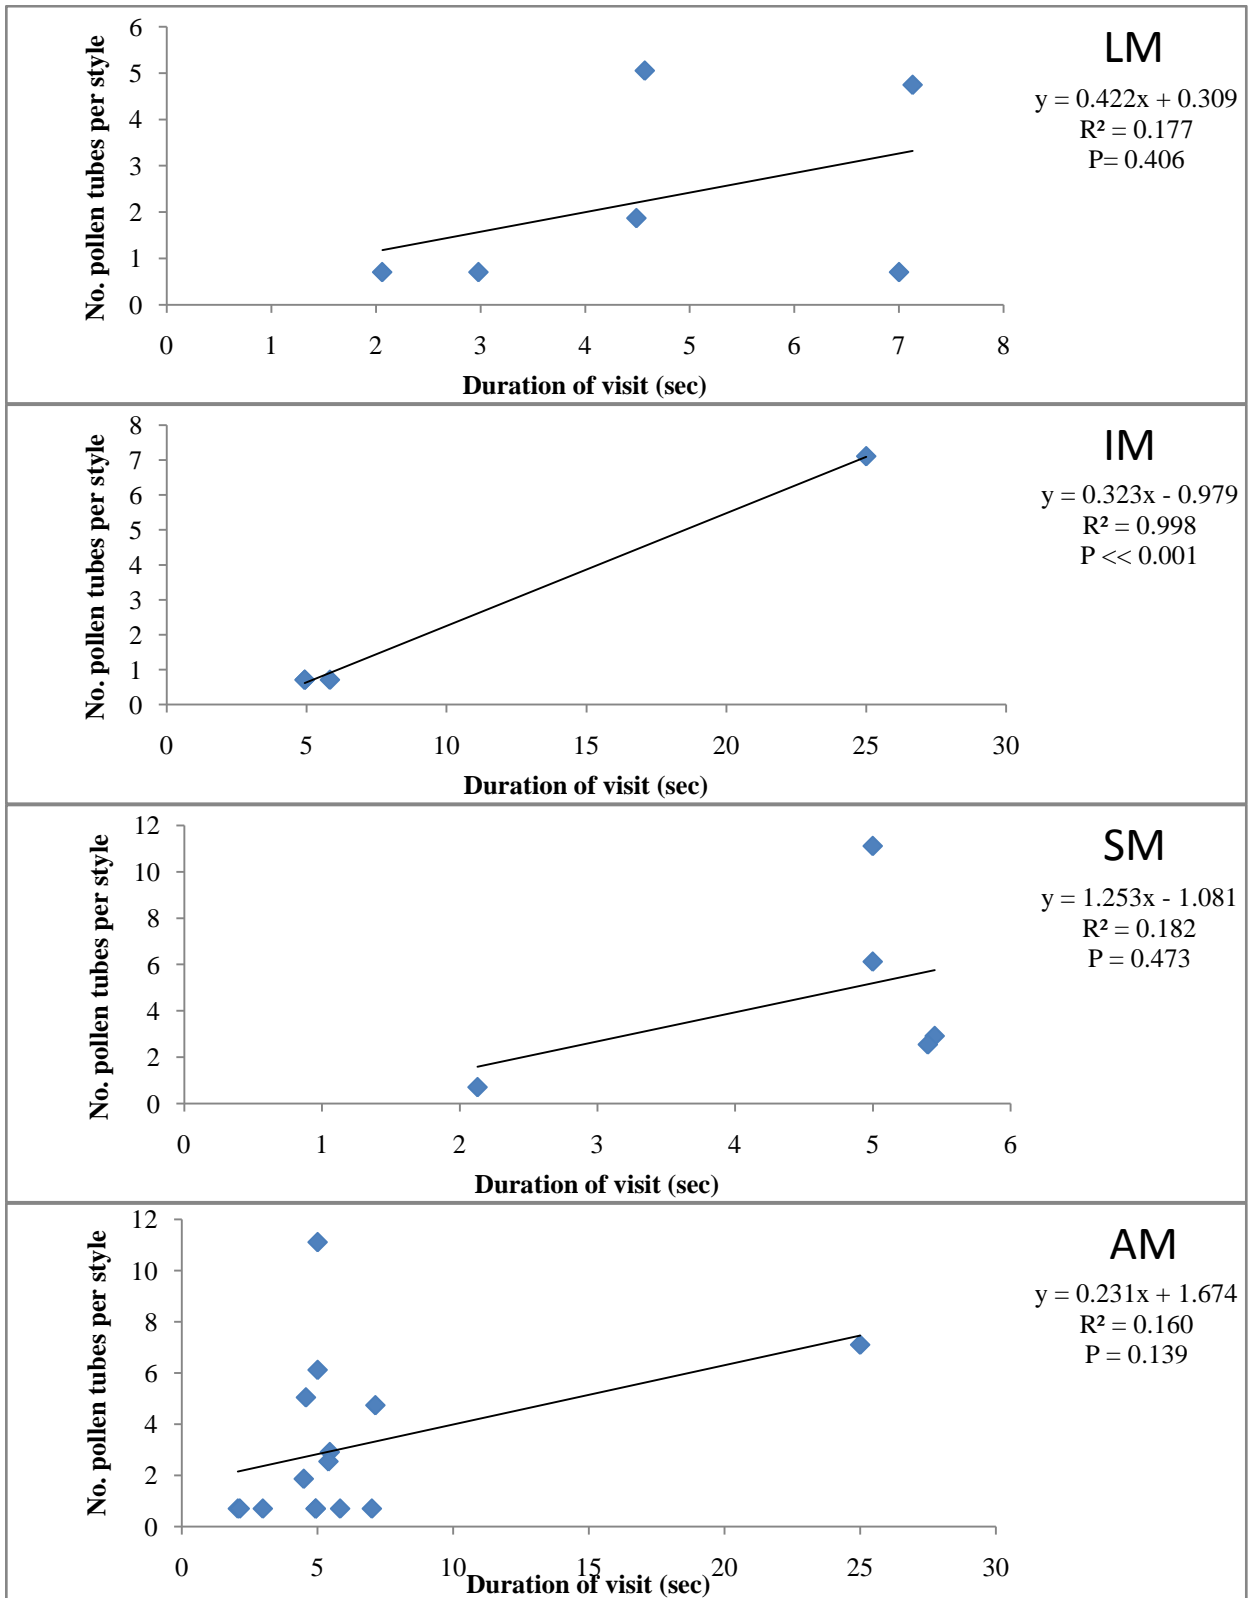 LM
y = 0.422x + 0.309
R² = 0.177
P= 0.406
No. pollen tubes per style
6
5
4
3
2
1
0
0 1 2 3 4 5 6 7 8
Duration of visit (sec)
IM
y = 0.323x - 0.979
R² = 0.998
P << 0.001
No. pollen tubes per style
8
7
6
5
4
3
2
1
0
0 5 10 15 20 25 30
Duration of visit (sec)
SM
y = 1.253x - 1.081
R² = 0.182
P = 0.473
No. pollen tubes per style
12
10
8
6
4
2
0
0 1 2 3 4 5 6
Duration of visit (sec)
AM
y = 0.231x + 1.674
R² = 0.160
P = 0.139
No. pollen tubes per style
12
10
8
6
4
2
0
0 5 10 15 20 25 30
Duration of visit (sec)